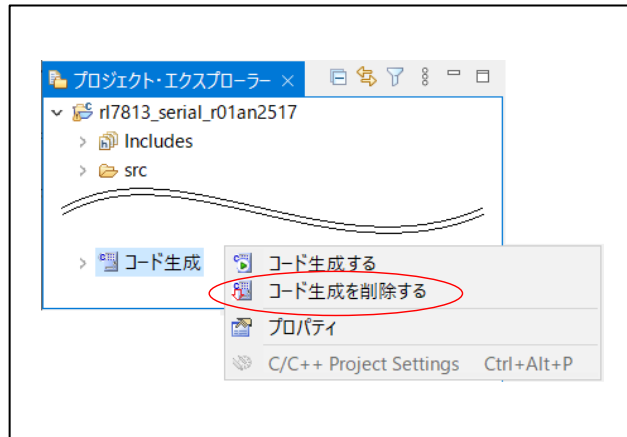 プロジェクト・エクスプローラー
rl7813_serial_r01an2517
Includes
src
コード生成
コード生成する
コード生成を削除する
プロパティ
C/C++ Project Settings Ctrl+Alt+P